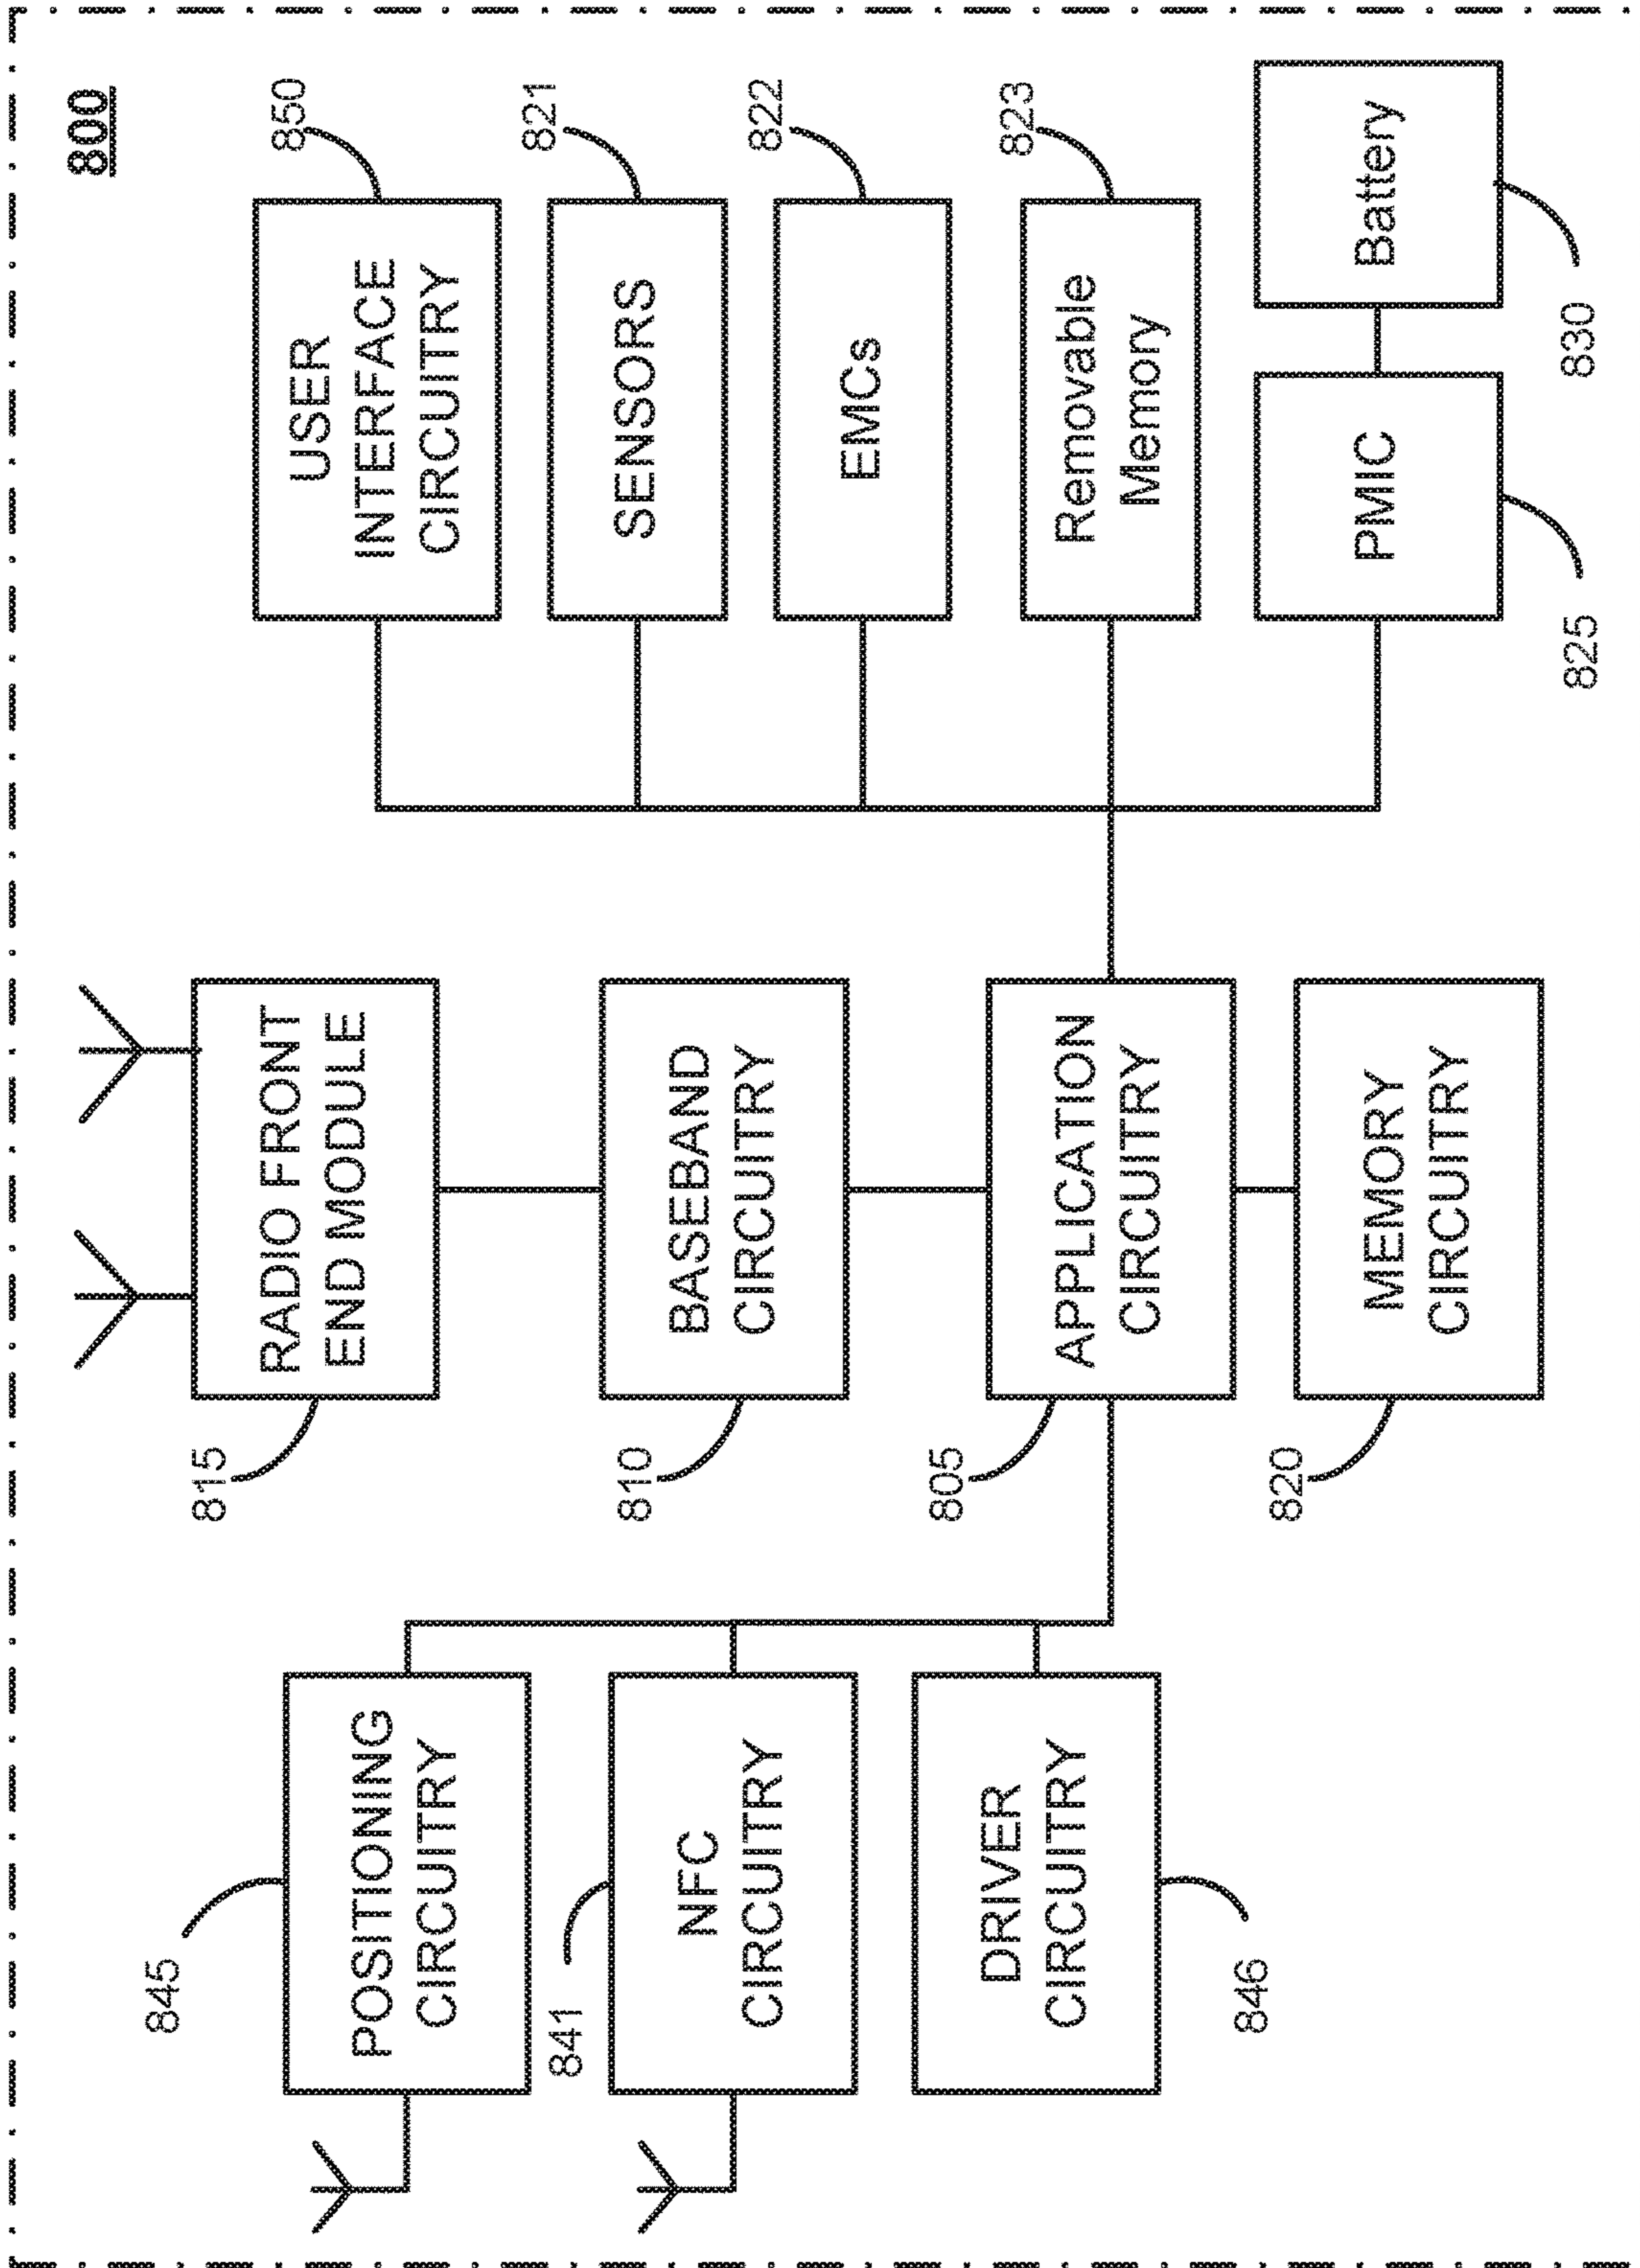 800
845
POSITIONING
CIRCUITRY
841
NFC
CIRCUITRY
DRIVER
CIRCUITRY
846
815
RADIO FRONT
END MODULE
810
BASEBAND
CIRCUITRY
805
APPLICATION
CIRCUITRY
820
MEMORY
CIRCUITRY
850
USER
INTERFACE
CIRCUITRY
821
SENSORS
822
EMCs
823
Removable
Memory
PMIC
825
Battery
830